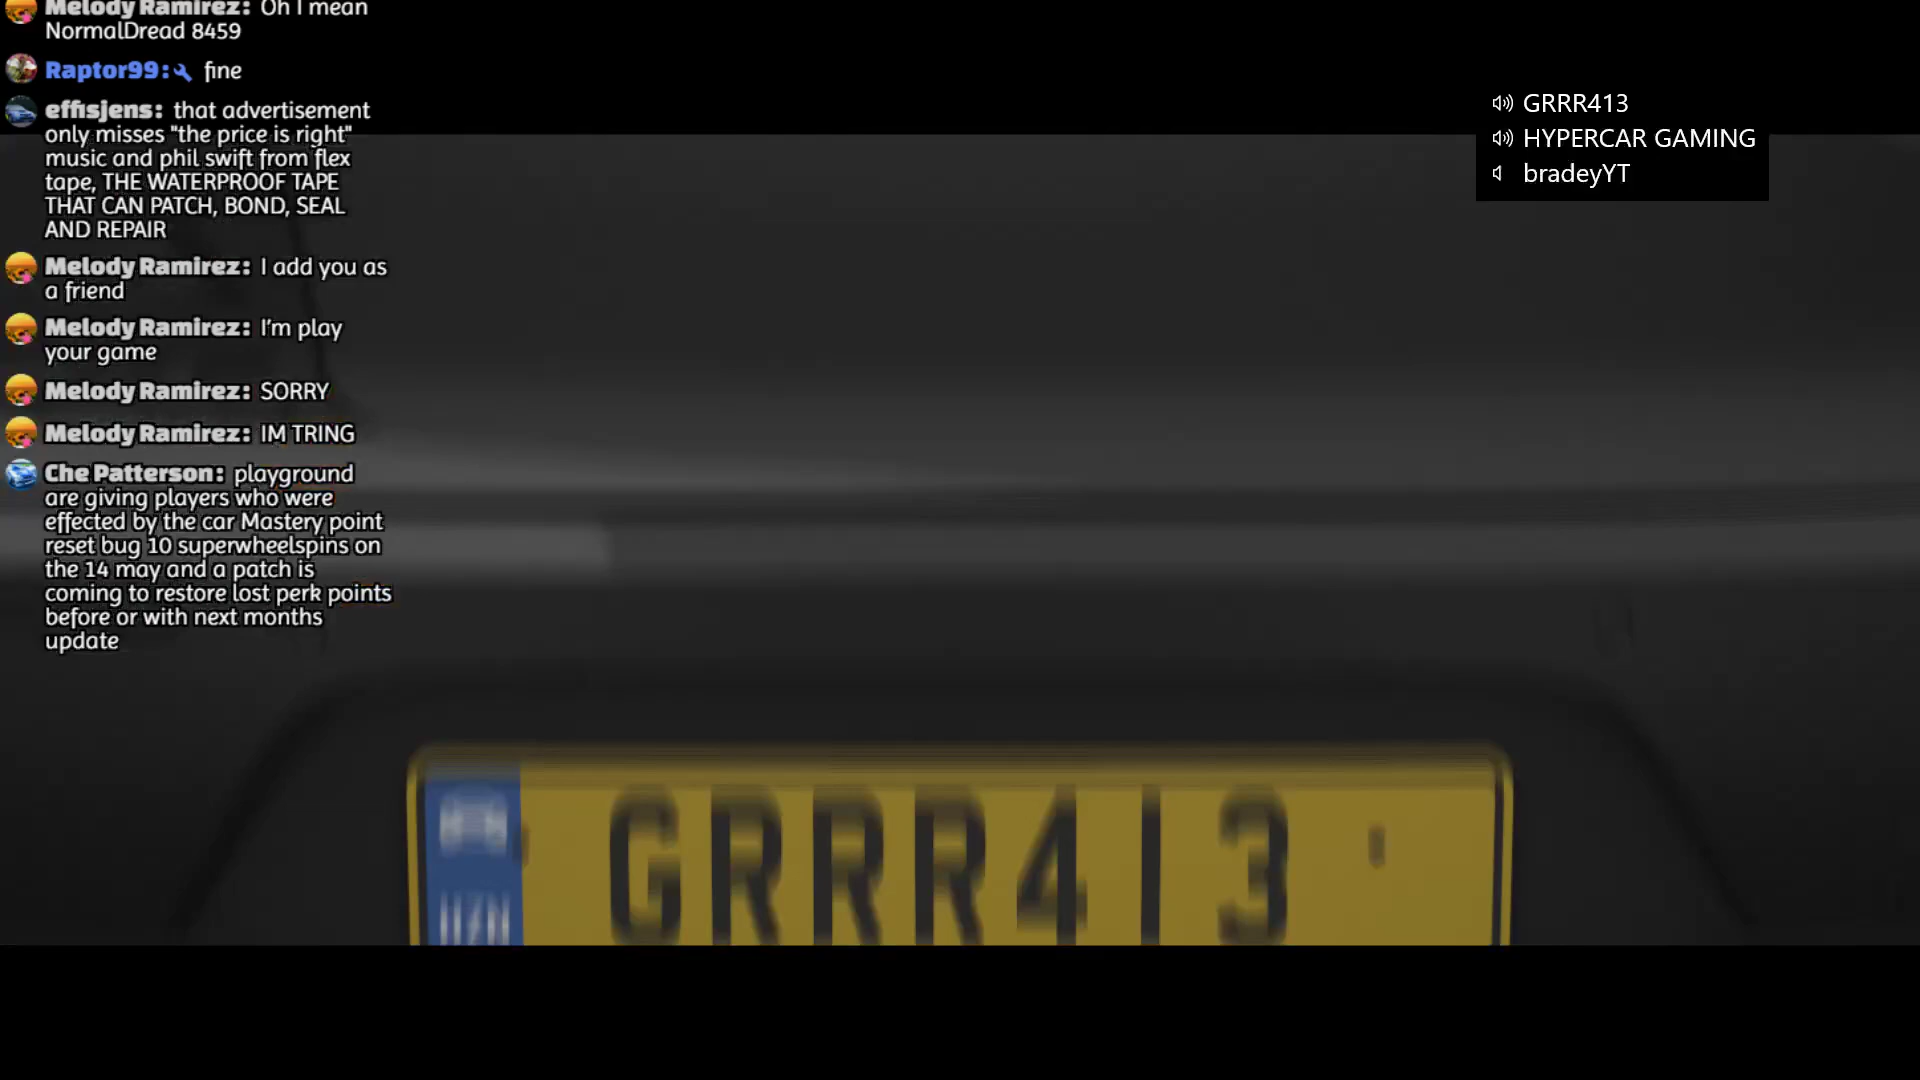 Melody Ramirez: Oh I mean
NormalDread 8459
Raptor99: fine
effisjens: that advertisement
only misses "the price is right"
music and phil swift from flex
tape, THE WATERPROOF TAPE
THAT CAN PATCH, BOND, SEAL
AND REPAIR
Melody Ramirez: I add you as
a friend
Melody Ramirez: I'm play
your game
Melody Ramirez: SORRY
Melody Ramirez: IM TRING
Che Patterson: playground
are giving players who were
effected by the car Mastery point
reset bug 10 superwheelspins on
the 14 may and a patch is
coming to restore lost perk points
before or with next months
update
GRRR413
HYPERCAR GAMING
bradeyYT
GRRR413